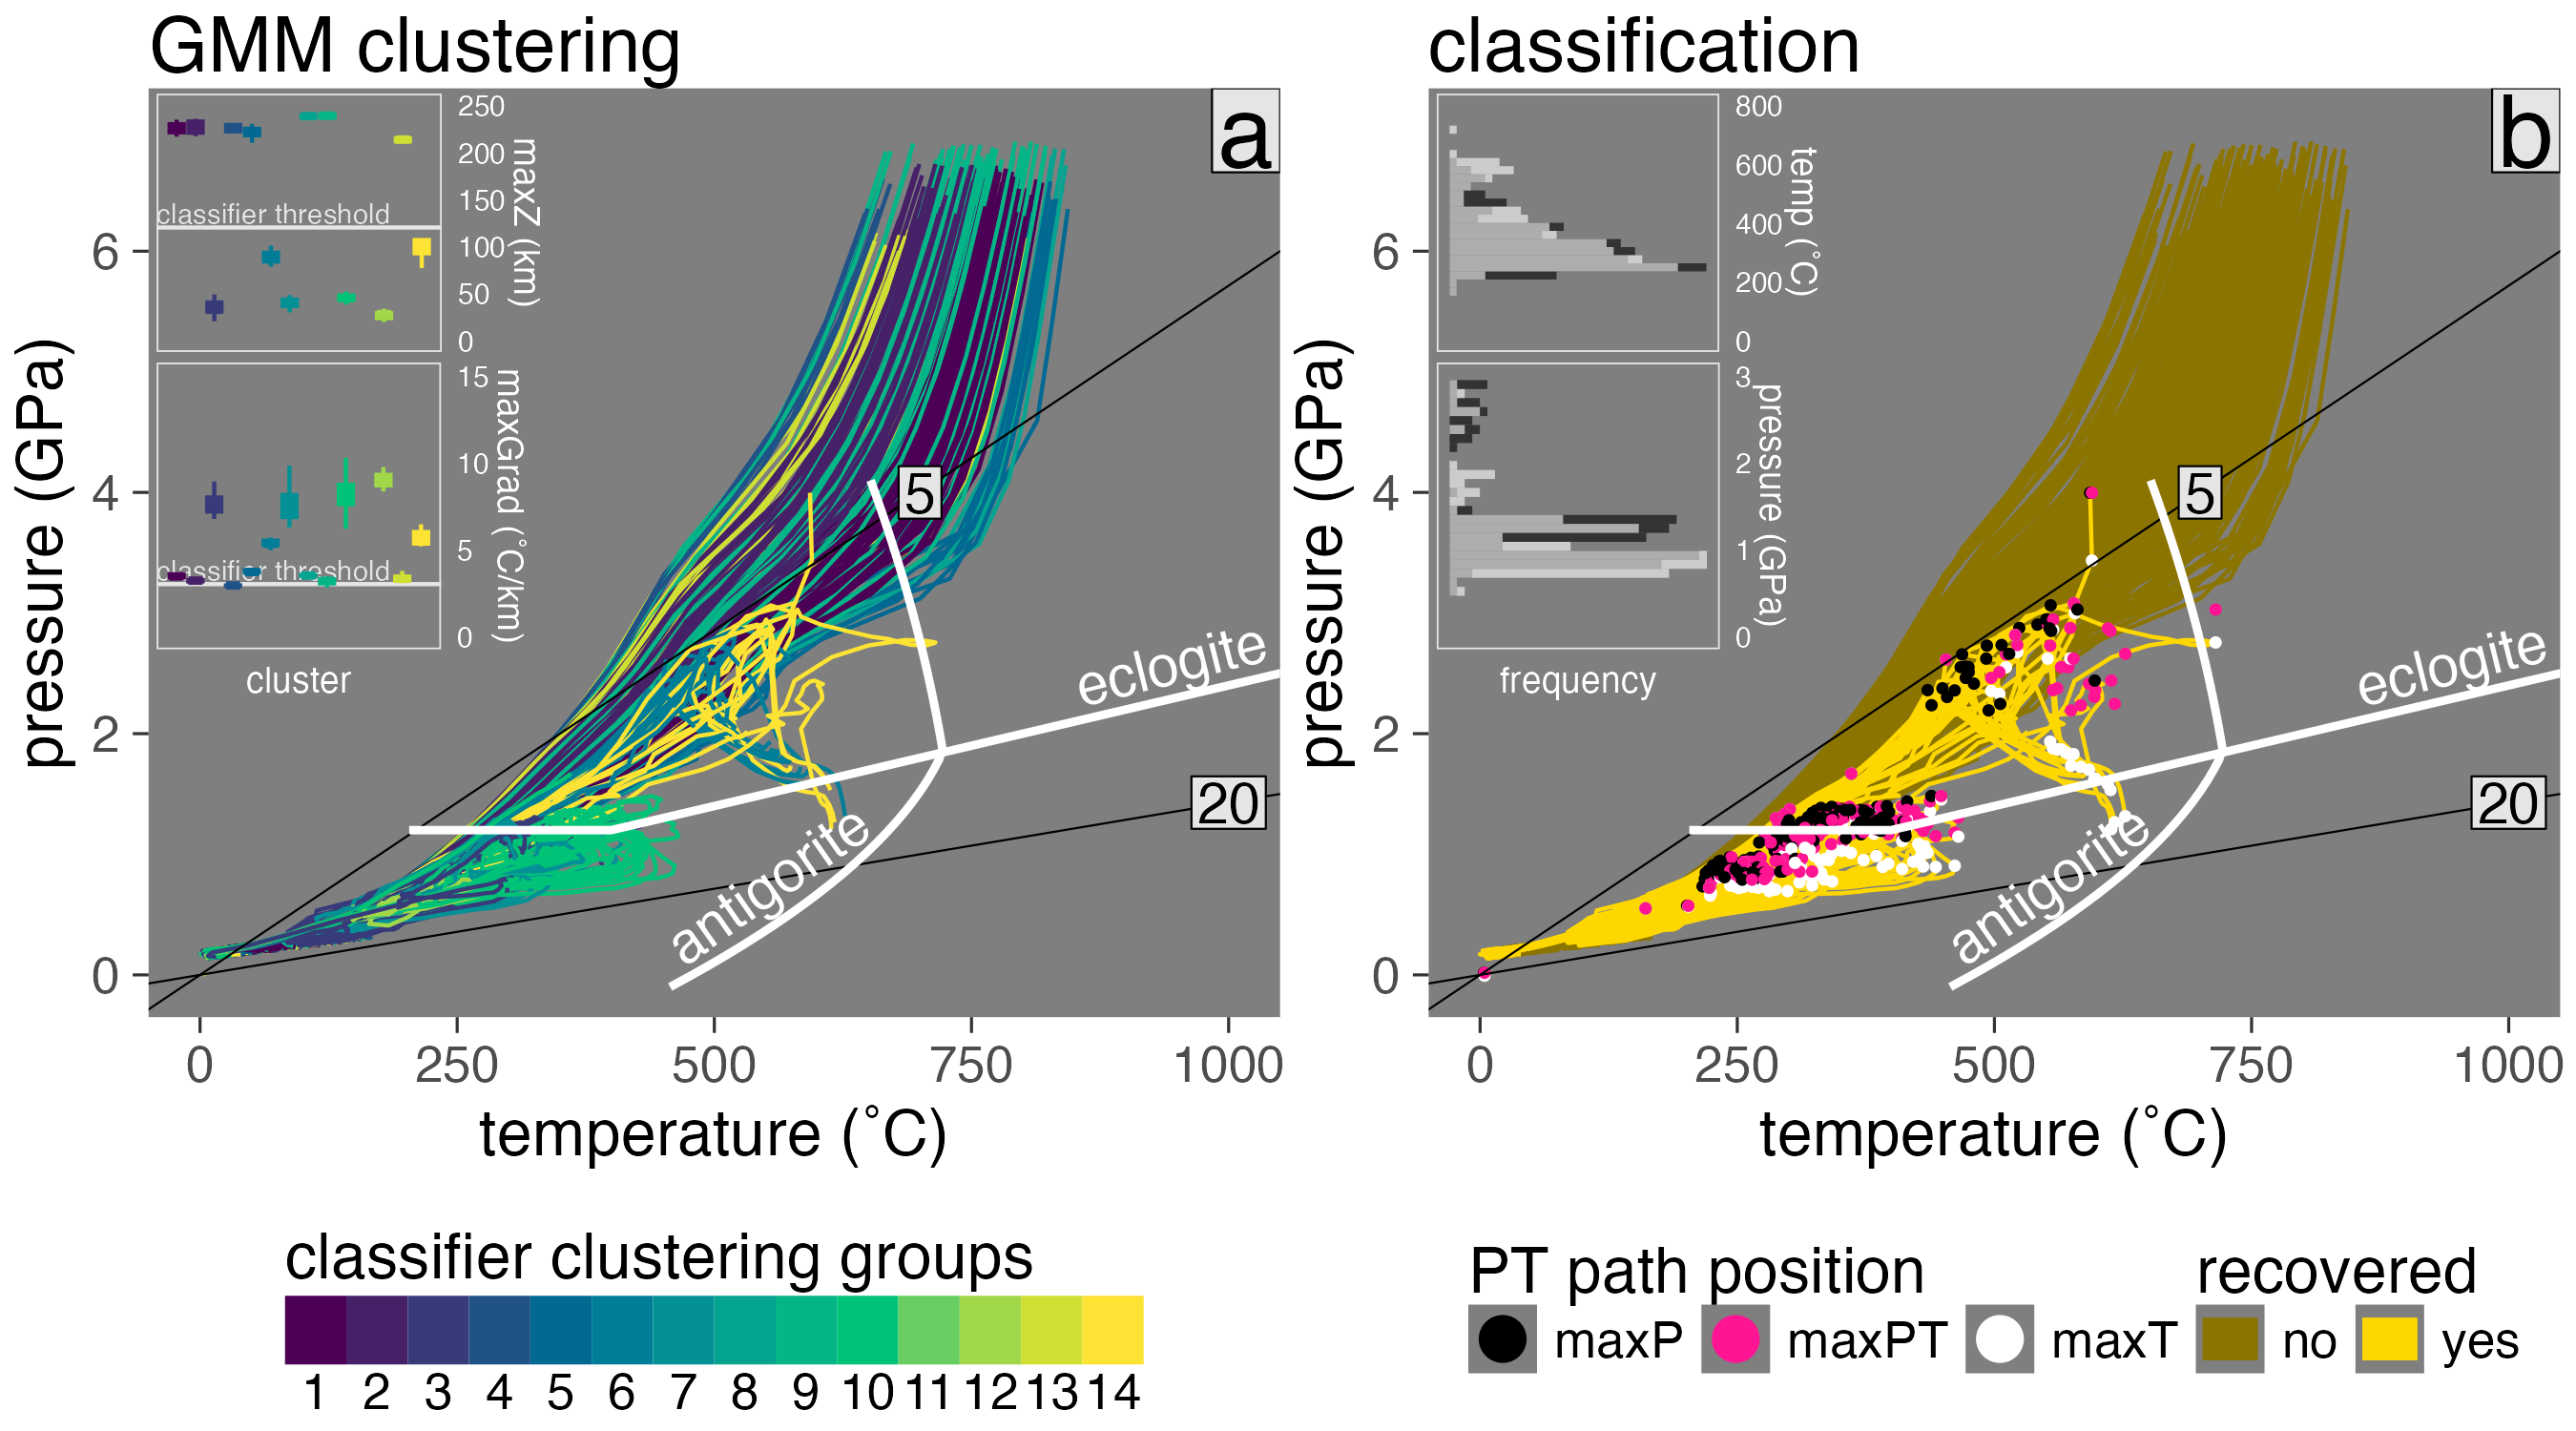 GMM clustering
a
250
200
150
100
50
0
maxZ (km)
classifier threshold
15
10
5
0
maxGrad (˚C/km)
classifier threshold
cluster
5
20
eclogite
antigorite
6
4
2
0
pressure (GPa)
0 250 500 750 1000
temperature (˚C)
classification
b
800
600
400
200
0
temp (˚C)
3
2
1
0
pressure (GPa)
frequency
5
20
eclogite
antigorite
6
4
2
0
pressure (GPa)
0 250 500 750 1000
temperature (˚C)
classifier clustering groups
1 2 3 4 5 6 7 8 9 10 11 12 13 14
PT path position
maxP maxPT maxT
recovered
no yes